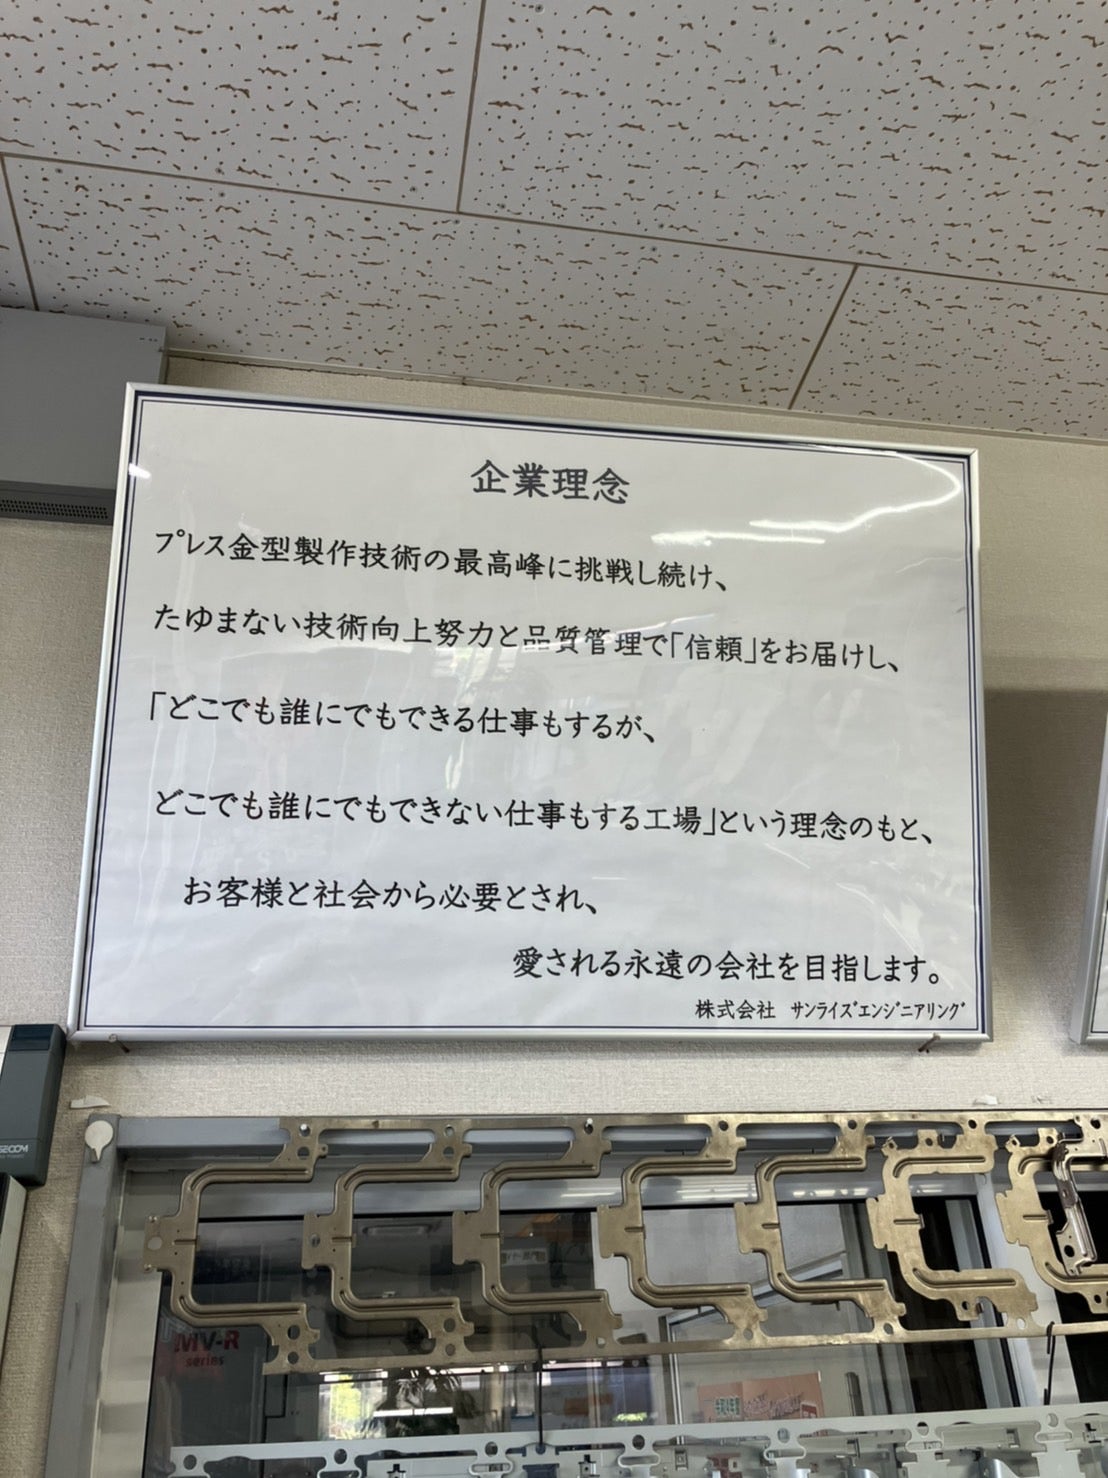 企業理念
プレス金型製作技術の最高峰に挑戦し続け、
たゆまない技術向上努力と品質管理で「信頼」をお届けし、
「どこでも誰にでもできる仕事もするが、
どこでも誰にでもできない仕事もする工場」という理念のもと、
お客様と社会から必要とされ、
愛される永遠の会社を目指します。
株式会社 サンライズエンジニアリング
SECOM
MV-R
series